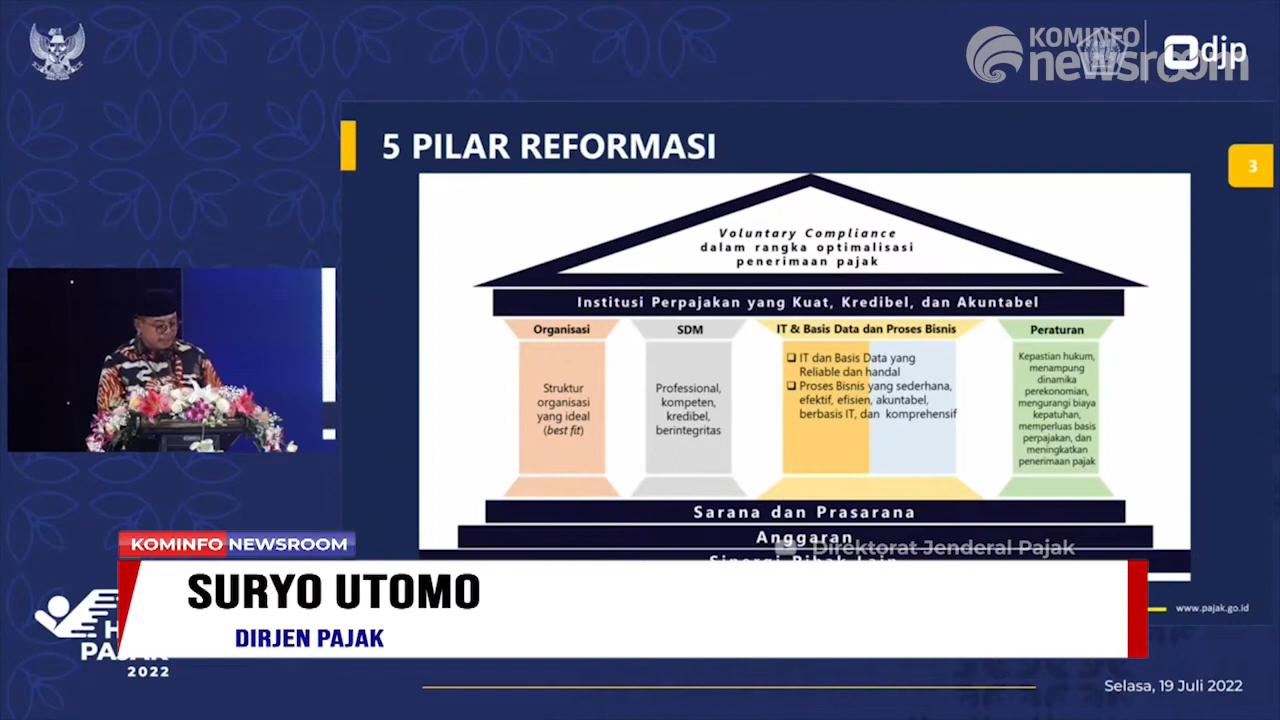 KOMINFO
newsroom
djp
5 PILAR REFORMASI
3
Voluntary Compliance
dalam rangka optimalisasi
penerimaan pajak
Institusi Perpajakan yang Kuat, Kredibel, dan Akuntabel
Organisasi
Struktur
organisasi
yang ideal
(best fit)
SDM
Professional,
kompeten,
kredibel,
berintegritas
IT & Basis Data dan Proses Bisnis
❑ IT dan Basis Data yang
Reliable dan handal
❑ Proses Bisnis yang sederhana,
efektif, efisien, akuntabel,
berbasis IT, dan komprehensif
Peraturan
Kepastian hukum,
menampung
dinamika
perekonomian,
mengurangi biaya
kepatuhan,
memperluas basis
perpajakan, dan
meningkatkan
penerimaan pajak
Sarana dan Prasarana
Anggaran
Direktorat Jenderal Pajak
Sinergi Pihak Lain
KOMINFO NEWSROOM
SURYO UTOMO
DIRJEN PAJAK
www.pajak.go.id
PAJAK
2022
Selasa, 19 Juli 2022